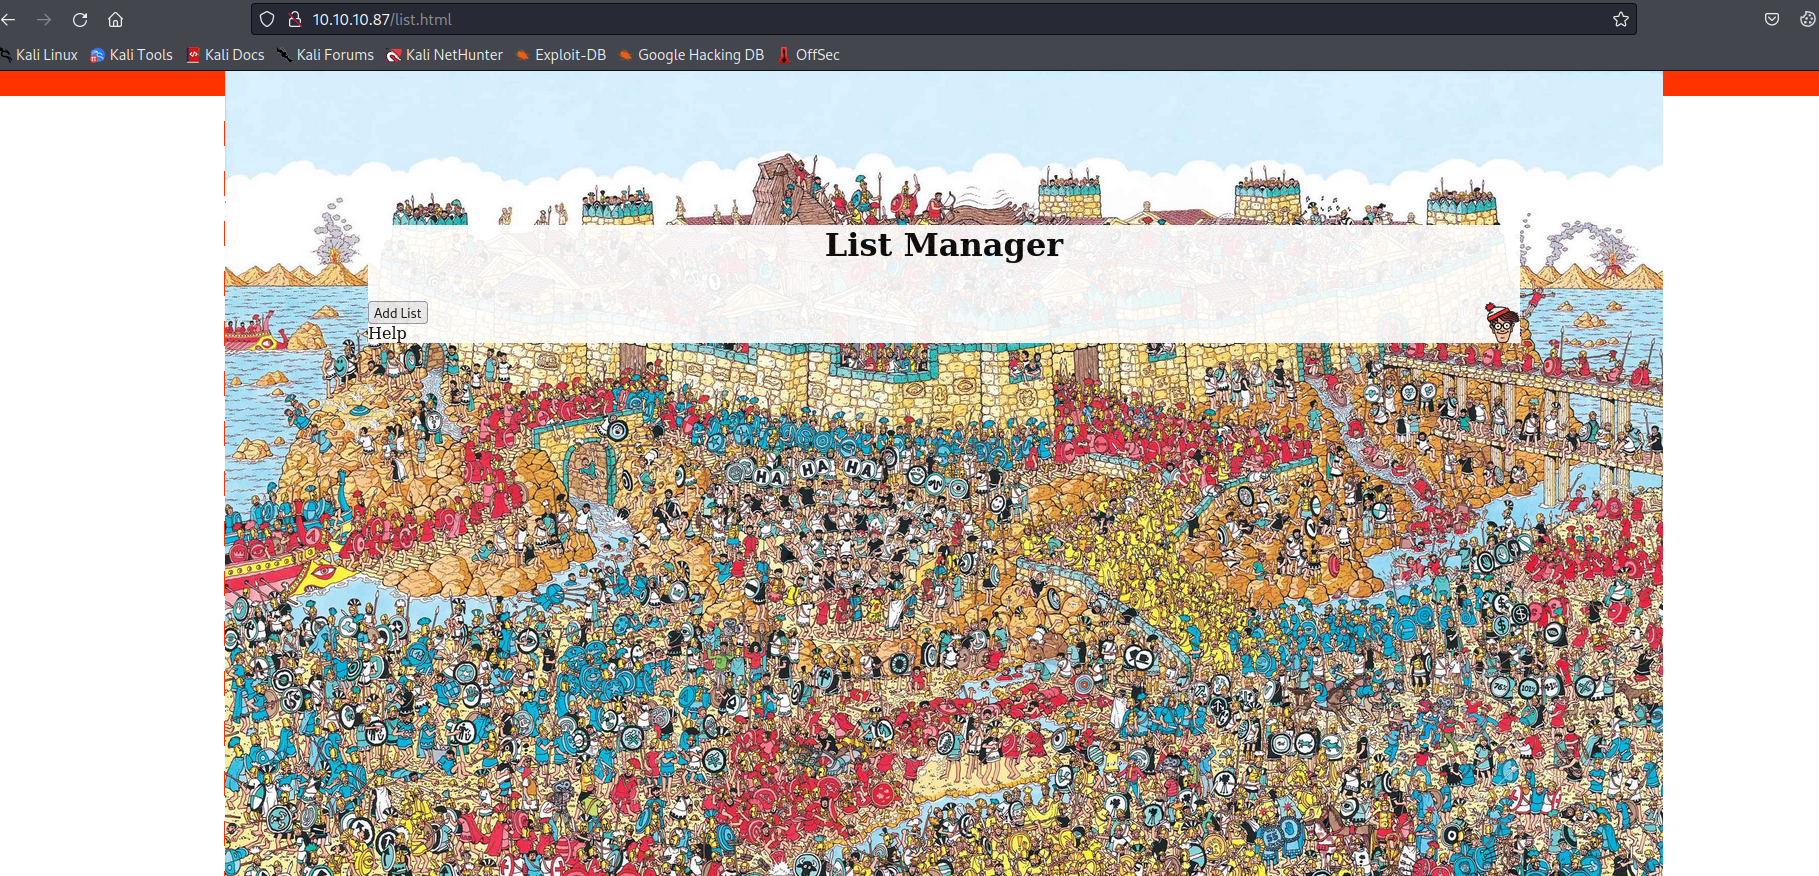 10.10.10.87/list.html
Kali Linux Kali Tools Kali Docs Kali Forums Kali NetHunter Exploit-DB Google Hacking DB OffSec
List Manager
Add List
Help
HA HA HA